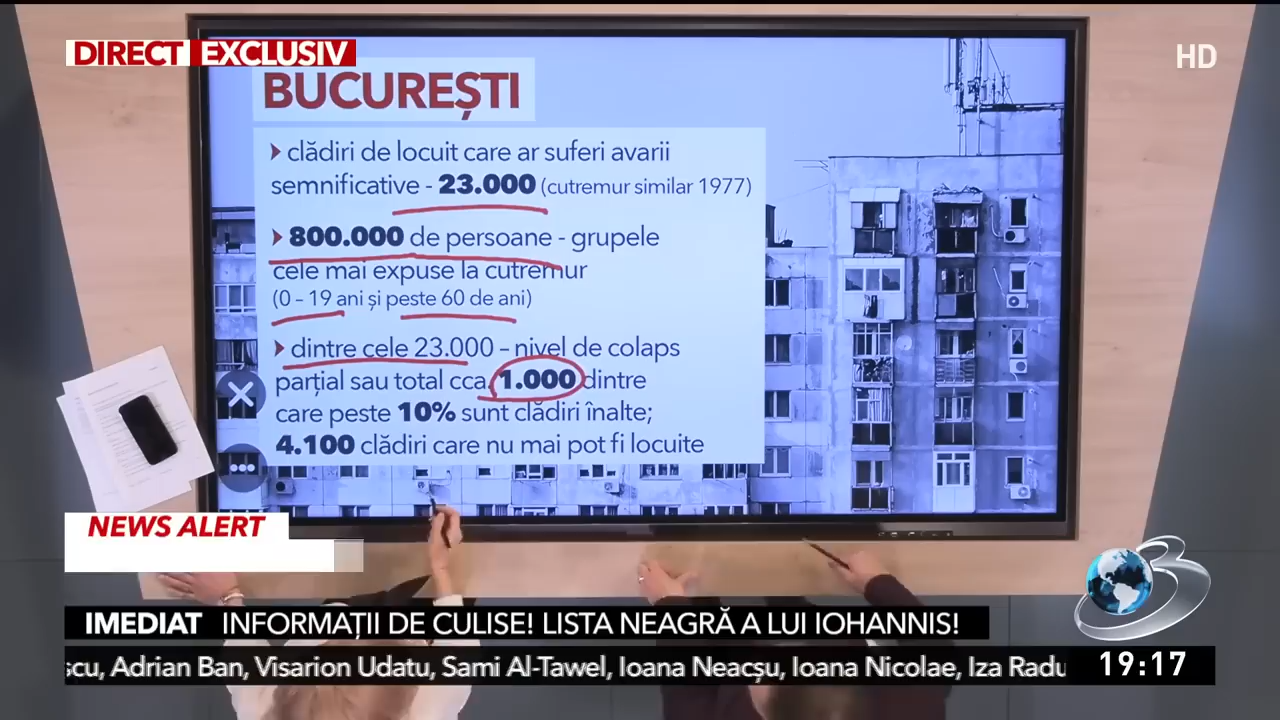 DIRECT EXCLUSIV
HD
BUCUREȘTI
clădiri de locuit care ar suferi avarii
semnificative - 23.000 (cutremur similar 1977)
800.000 de persoane - grupele
cele mai expuse la cutremur
(0 – 19 ani și peste 60 de ani)
dintre cele 23.000 – nivel de colaps
parțial sau total cca. 1.000 dintre
care peste 10% sunt clădiri înalte;
4.100 clădiri care nu mai pot fi locuite
NEWS ALERT
3
IMEDIAT INFORMAȚII DE CULISE! LISTA NEAGRĂ A LUI IOHANNIS!
scu, Adrian Ban, Visarion Udatu, Sami Al-Tawel, Ioana Neacșu, Ioana Nicolae, Iza Radu
19:17